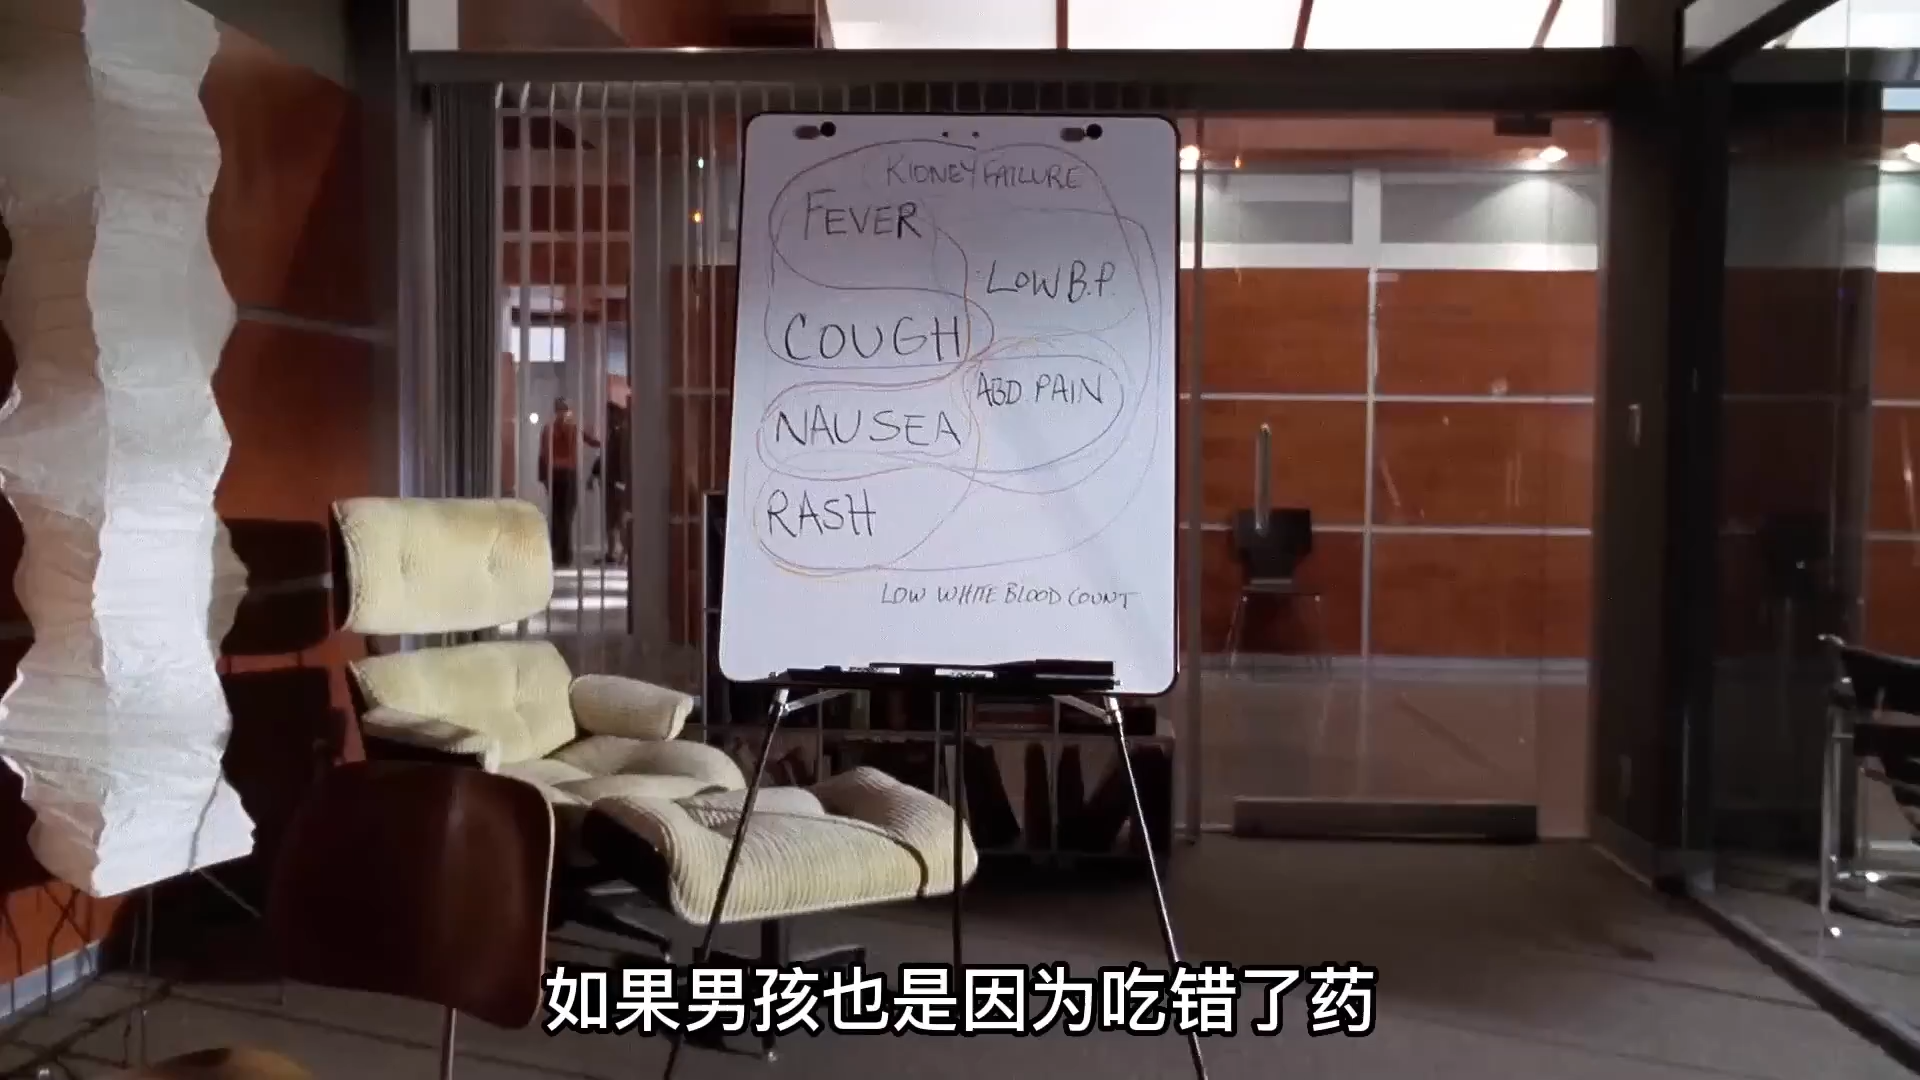 KIDNEY FAILURE
FEVER
LOW B.P.
COUGH
ABD. PAIN
NAUSEA
RASH
LOW WHITE BLOOD COUNT
如果男孩也是因为吃错了药